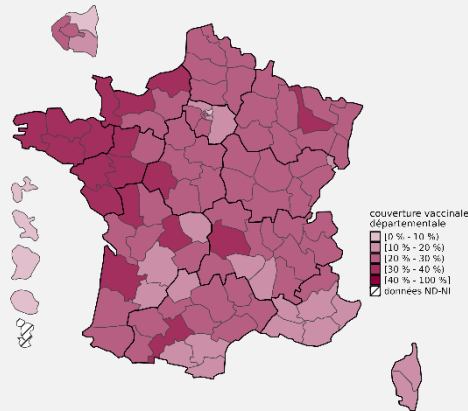 couverture vaccinale
départementale
[0 % - 10 %)
[10 % - 20 %)
[20 % - 30 %)
[30 % - 40 %)
[40 % - 100 %]
données ND-NI